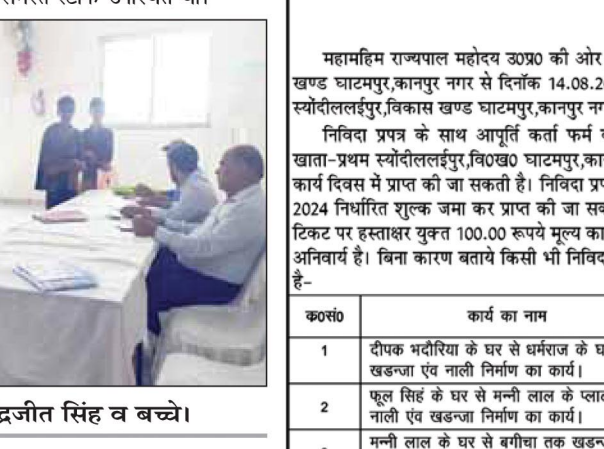 महामहिम राज्यपाल महोदय उ0प्र0 की ओर
खण्ड घाटमपुर,कानपुर नगर से दिनॉक 14.08.2
स्योंदीललईपुर,विकास खण्ड घाटमपुर,कानपुर नग
निविदा प्रपत्र के साथ आपूर्ति कर्ता फर्म
खाता-प्रथम स्योंदीललईपुर,वि0ख0 घाटमपुर,का
कार्य दिवस में प्राप्त की जा सकती है। निविदा प्रप
2024 निर्धारित शुल्क जमा कर प्राप्त की जा सक
टिकट पर हस्ताक्षर युक्त 100.00 रूपये मूल्य का
अनिवार्य है। बिना कारण बताये किसी भी निविद
है-
क0सं0 कार्य का नाम
1 दीपक भदौरिया के घर से धर्मराज के घ
खडन्जा एंव नाली निर्माण का कार्य।
2 फूल सिहं के घर से मन्नी लाल के प्ला
नाली एंव खडन्जा निर्माण का कार्य।
मन्नी लाल के घर से बगीचा तक खडन्ज
द्रजीत सिंह व बच्चे।